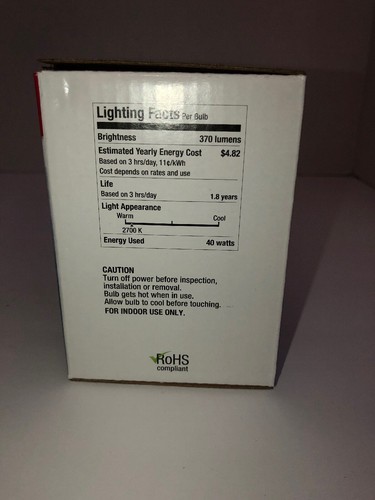 Lighting Facts Per Bulb
Brightness 370 lumens
Estimated Yearly Energy Cost $4.82
Based on 3 hrs/day, 11¢/kWh
Cost depends on rates and use
Life
Based on 3 hrs/day 1.8 years
Light Appearance
Warm Cool
2700 K
Energy Used 40 watts
CAUTION
Turn off power before inspection,
installation or removal.
Bulb gets hot when in use.
Allow bulb to cool before touching.
FOR INDOOR USE ONLY.
RoHS
compliant